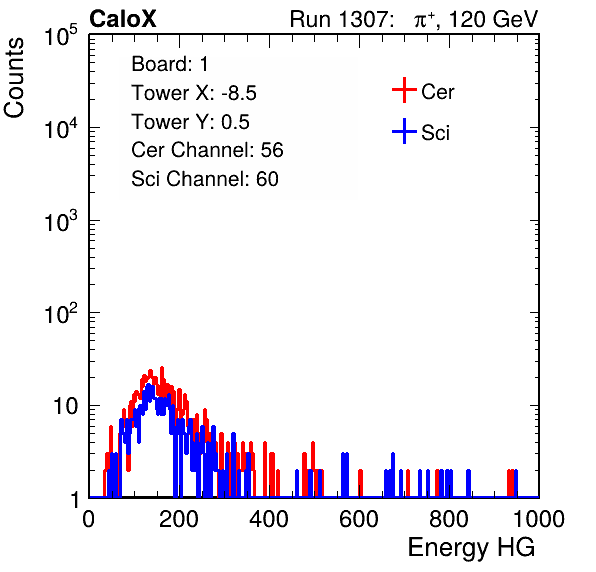 CaloX Run 1307: π⁺, 120 GeV
Counts
Board: 1
Tower X: -8.5
Tower Y: 0.5
Cer Channel: 56
Sci Channel: 60
Cer
Sci
10⁵
10⁴
10³
10²
10
1
0 200 400 600 800 1000
Energy HG